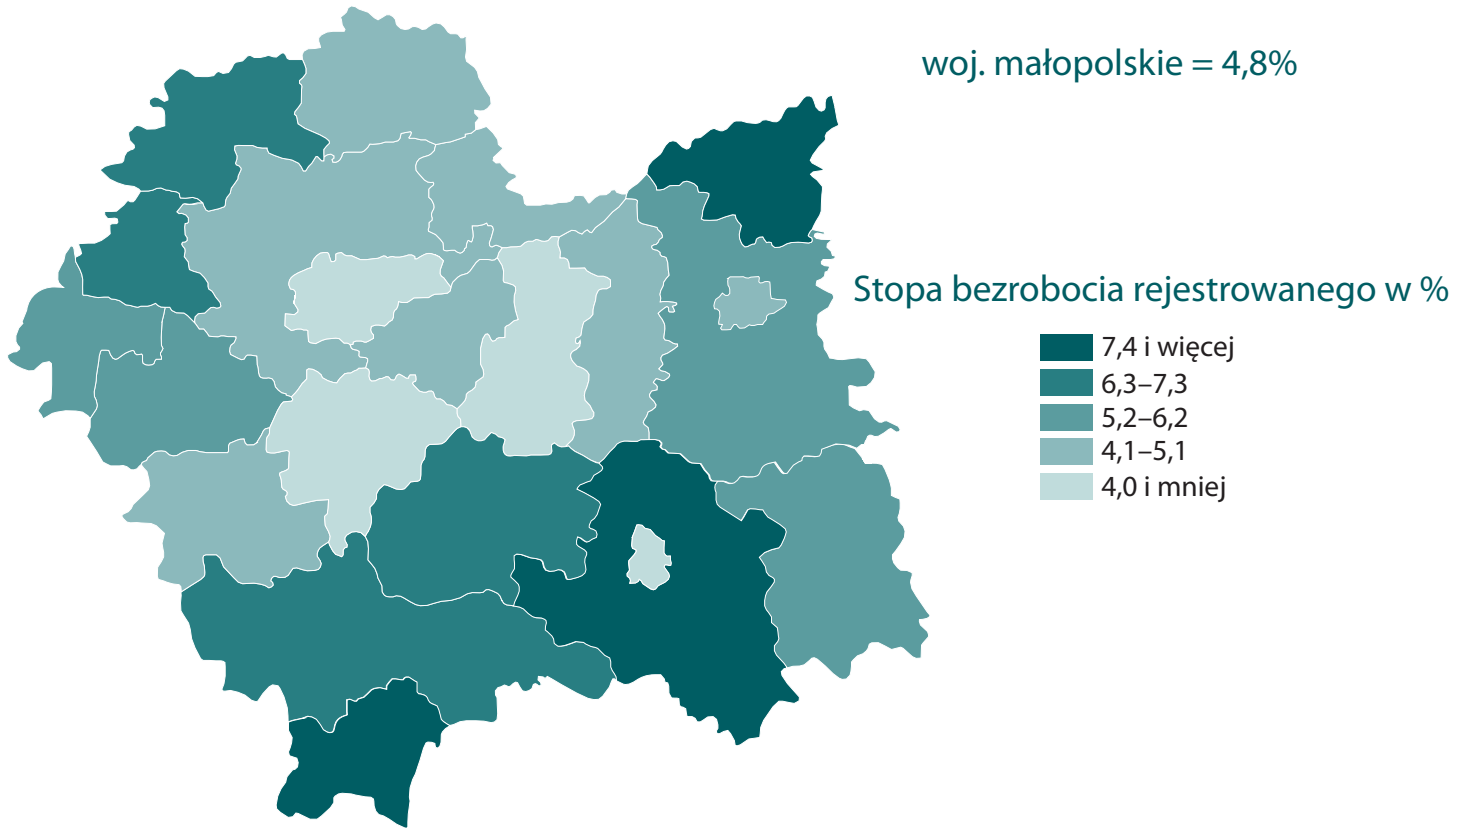 woj. małopolskie = 4,8%
Stopa bezrobocia rejestrowanego w %
7,4 i więcej
6,3–7,3
5,2–6,2
4,1–5,1
4,0 i mniej